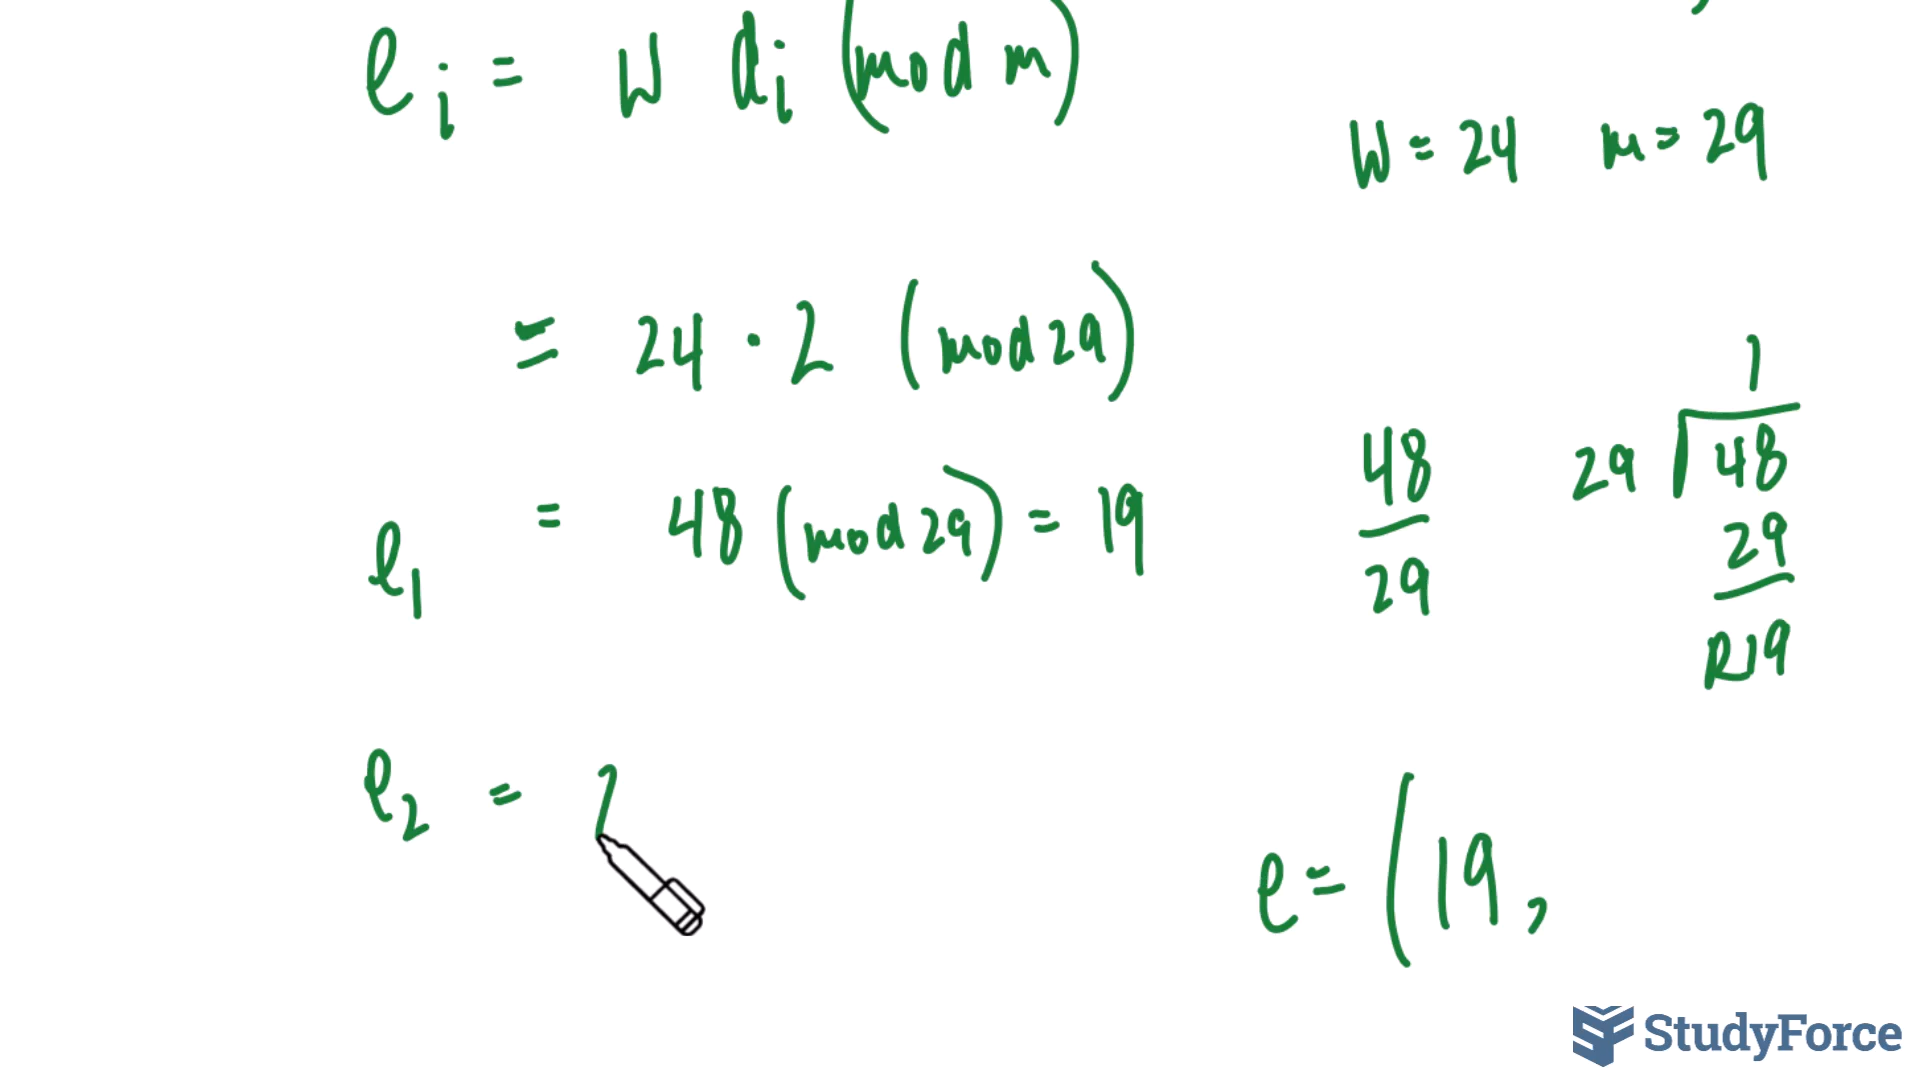 e_i = W d_i (mod m)
W = 24 m = 29
= 24 · 2 (mod 29)
e_1 = 48 (mod 29) = 19
48
29
1
29 48
29
R19
e_2 = 2
e = (19,
StudyForce